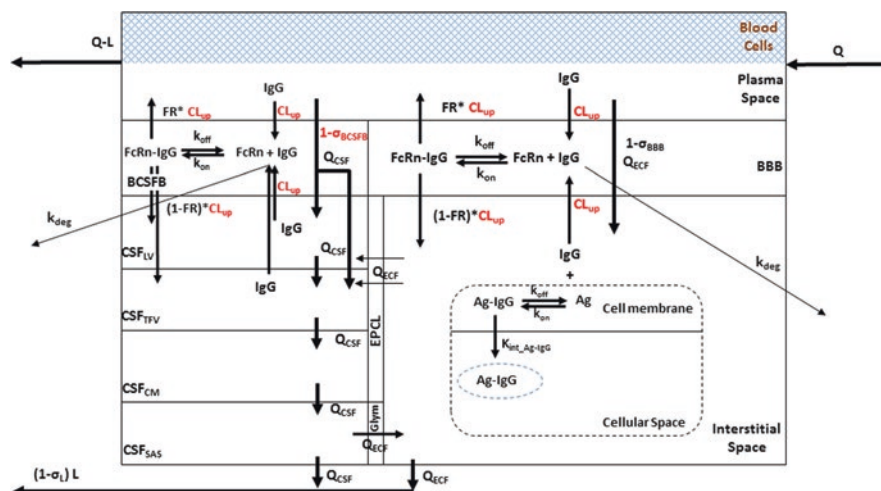 Q-L
Blood
Cells
Q
Plasma
Space
IgG
IgG
FR* CLup
CLup
FR* CLup
CLup
1-σBCSFB
QCSF
1-σBBB
QECF
FcRn-IgG
koff
kon
FcRn + IgG
FcRn-IgG
koff
kon
FcRn + IgG
BBB
BCSFB
CLup
kdeg
(1-FR)*CLup
IgG
(1-FR)*CLup
CLup
IgG
+
kdeg
CSFLV
QCSF
QECF
IgG
Ag-IgG
koff
kon
Ag
Cell membrane
CSFTFV
QCSF
EPCL
Kint_Ag-IgG
Ag-IgG
CSFCM
QCSF
Glym
QECF
Cellular Space
Interstitial
Space
CSFSAS
(1-σL) L
QCSF
QECF